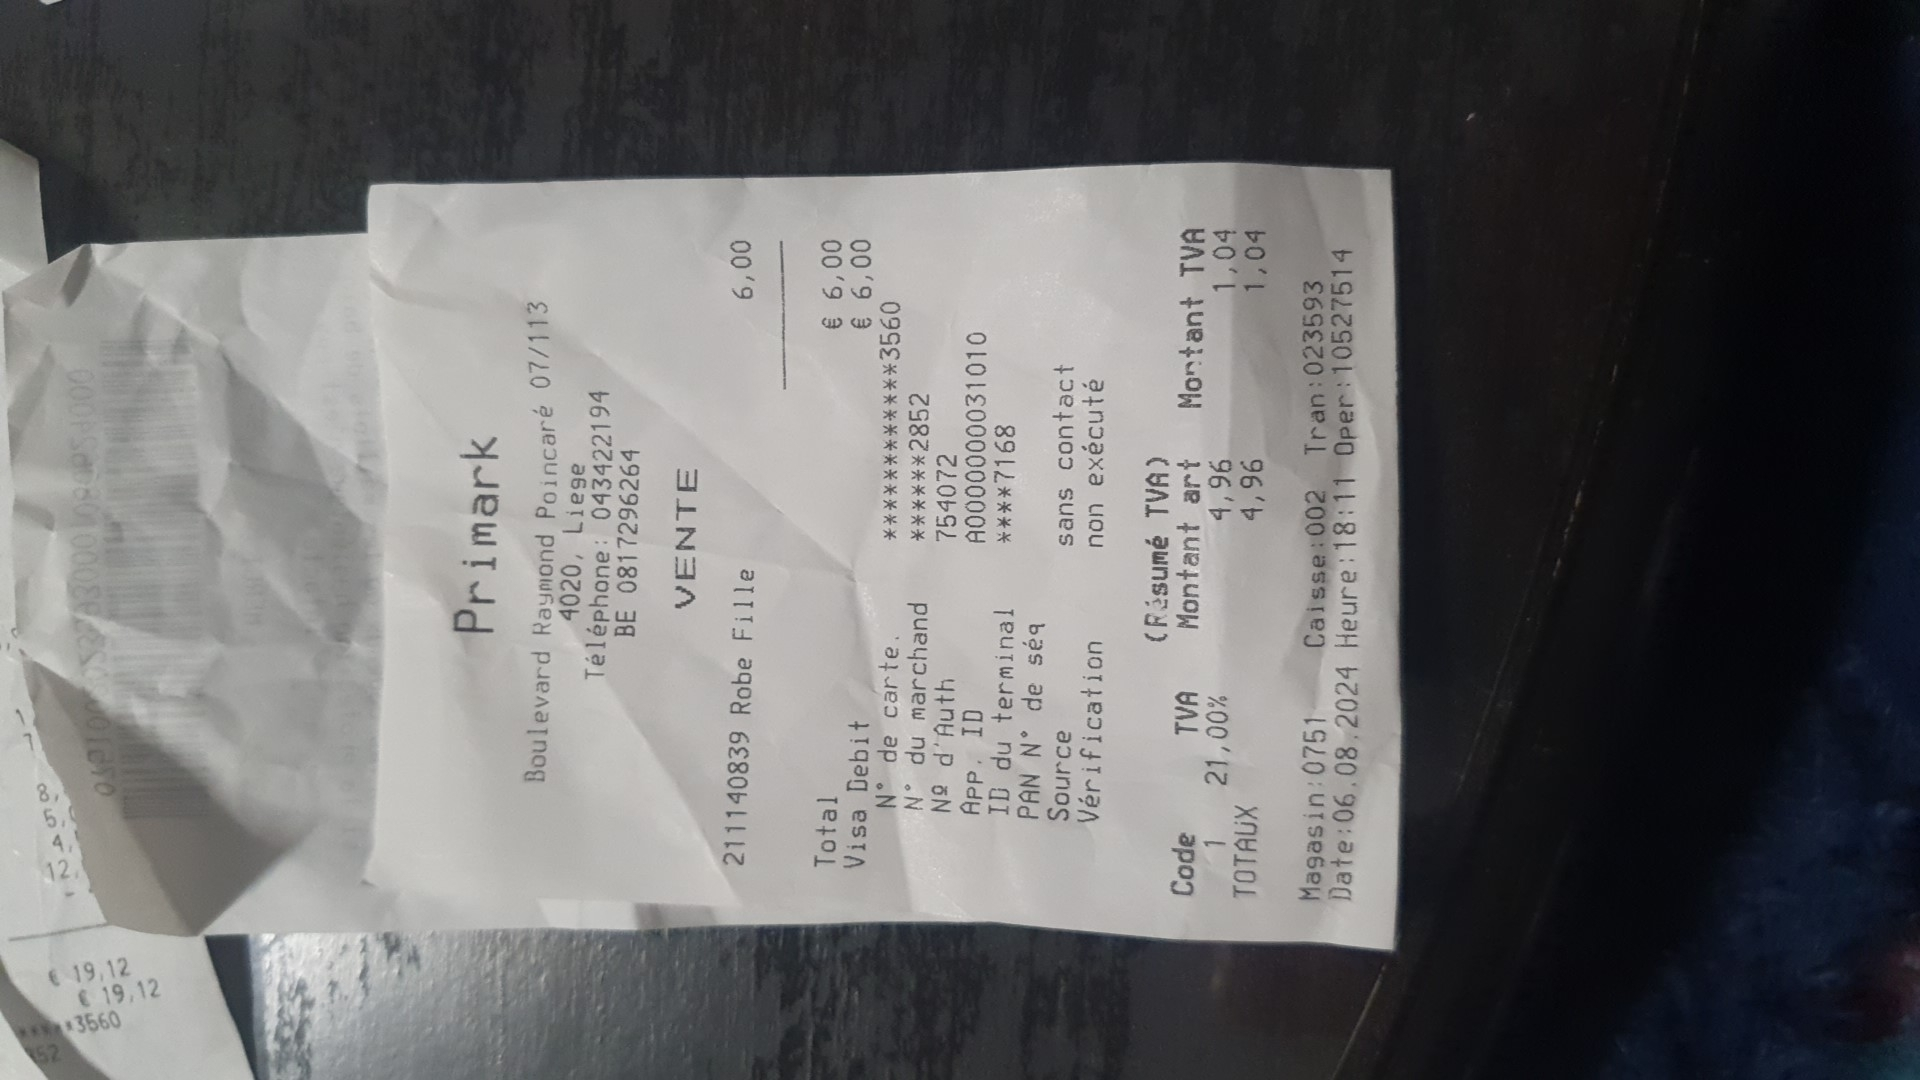 Primark
Boulevard Raymond Poincaré 07/113
4020, Liege
Téléphone: 043422194
BE 0817296264
VENTE
211140839 Robe Fille 6,00
Total € 6,00
Visa Debit € 6,00
N° de carte. ************3560
N° du marchand ******2852
Nº d'Auth 754072
App. ID A0000000031010
ID du terminal ****7168
PAN N° de séq
Source sans contact
Vérification non exécuté
(Résumé TVA)
Code TVA Montant art Montant TVA
1 21,00% 4,96 1,04
TOTAUX 4,96 1,04
Magasin:0751 Caisse:002 Tran:023593
Date:06.08.2024 Heure:18:11 Oper:10527514
€ 19,12
€ 19,12
3560